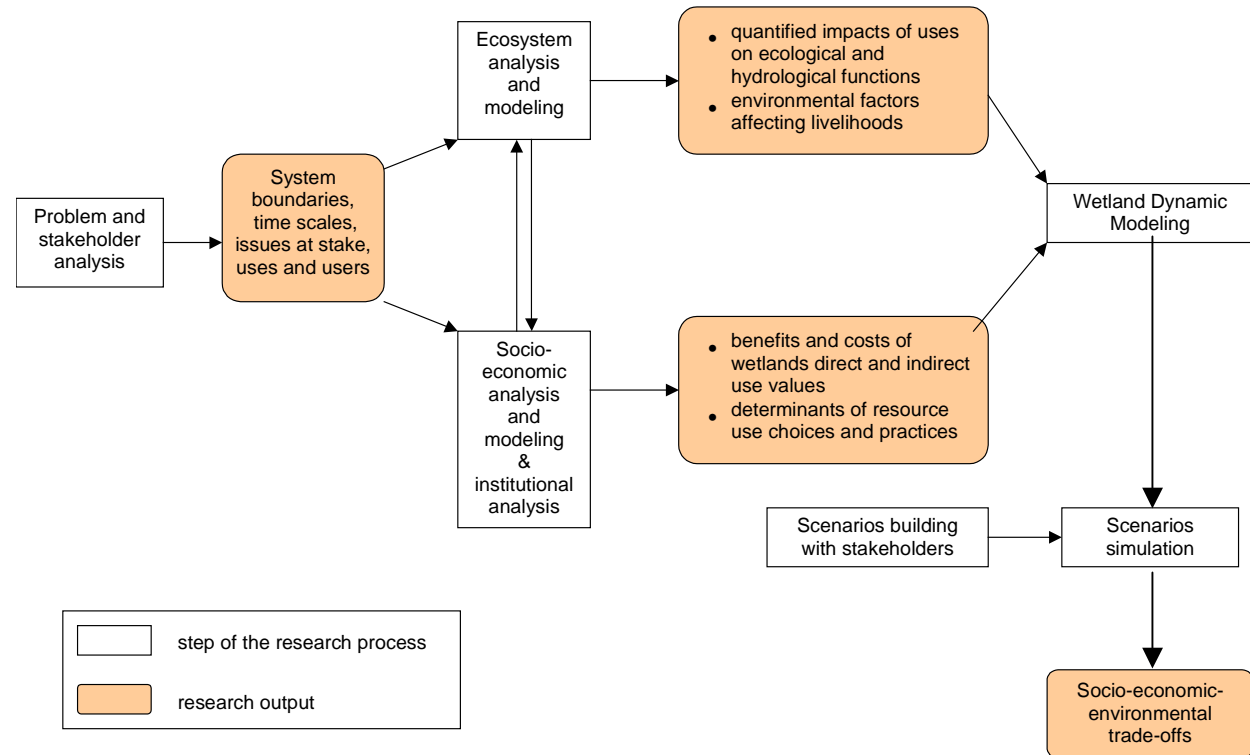 Problem and
stakeholder
analysis
System
boundaries,
time scales,
issues at stake,
uses and users
Ecosystem
analysis
and
modeling
• quantified impacts of uses
on ecological and
hydrological functions
• environmental factors
affecting livelihoods
Socio-
economic
analysis
and
modeling
&
institutional
analysis
• benefits and costs of
wetlands direct and indirect
use values
• determinants of resource
use choices and practices
Wetland Dynamic
Modeling
Scenarios building
with stakeholders
Scenarios
simulation
Socio-economic-
environmental
trade-offs
step of the research process
research output